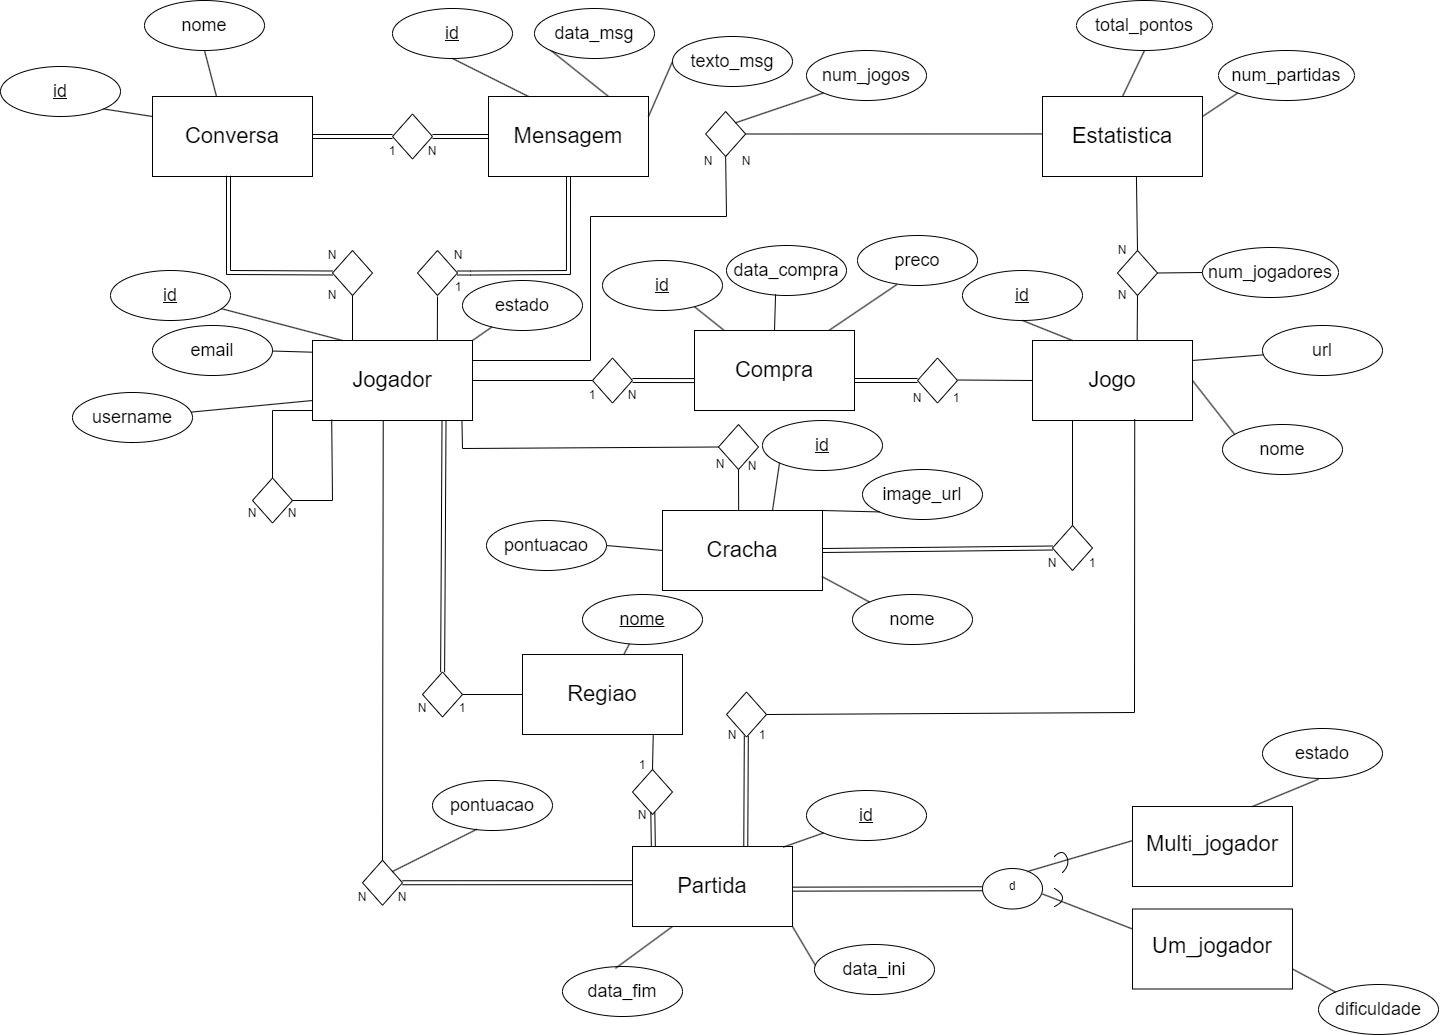 nome
id
data_msg
total_pontos
id
texto_msg
num_jogos
num_partidas
Conversa
1
N
Mensagem
N
N
Estatistica
N
N
N
1
N
N
num_jogadores
id
estado
id
data_compra
preco
id
email
Jogador
1
N
Compra
N
1
Jogo
url
username
N
N
N
N
id
nome
image_url
pontuacao
Cracha
N
1
nome
nome
N
1
Regiao
N
1
1
N
estado
pontuacao
id
Multi_jogador
N
N
Partida
d
Um_jogador
data_fim
data_ini
dificuldade